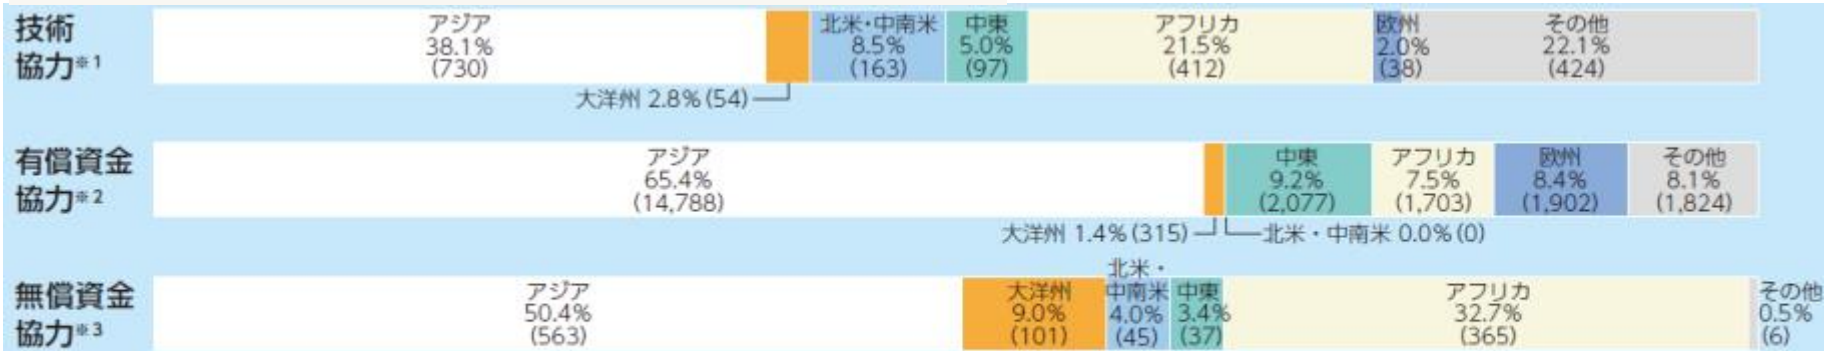 技術
協力※1
アジア
38.1%
(730)
大洋州 2.8%(54)
北米・中南米
8.5%
(163)
中東
5.0%
(97)
アフリカ
21.5%
(412)
欧州
2.0%
(38)
その他
22.1%
(424)
有償資金
協力※2
アジア
65.4%
(14,788)
大洋州 1.4%(315)
北米・中南米 0.0%(0)
中東
9.2%
(2,077)
アフリカ
7.5%
(1,703)
欧州
8.4%
(1,902)
その他
8.1%
(1,824)
無償資金
協力※3
アジア
50.4%
(563)
大洋州
9.0%
(101)
北米・
中南米
4.0%
(45)
中東
3.4%
(37)
アフリカ
32.7%
(365)
その他
0.5%
(6)